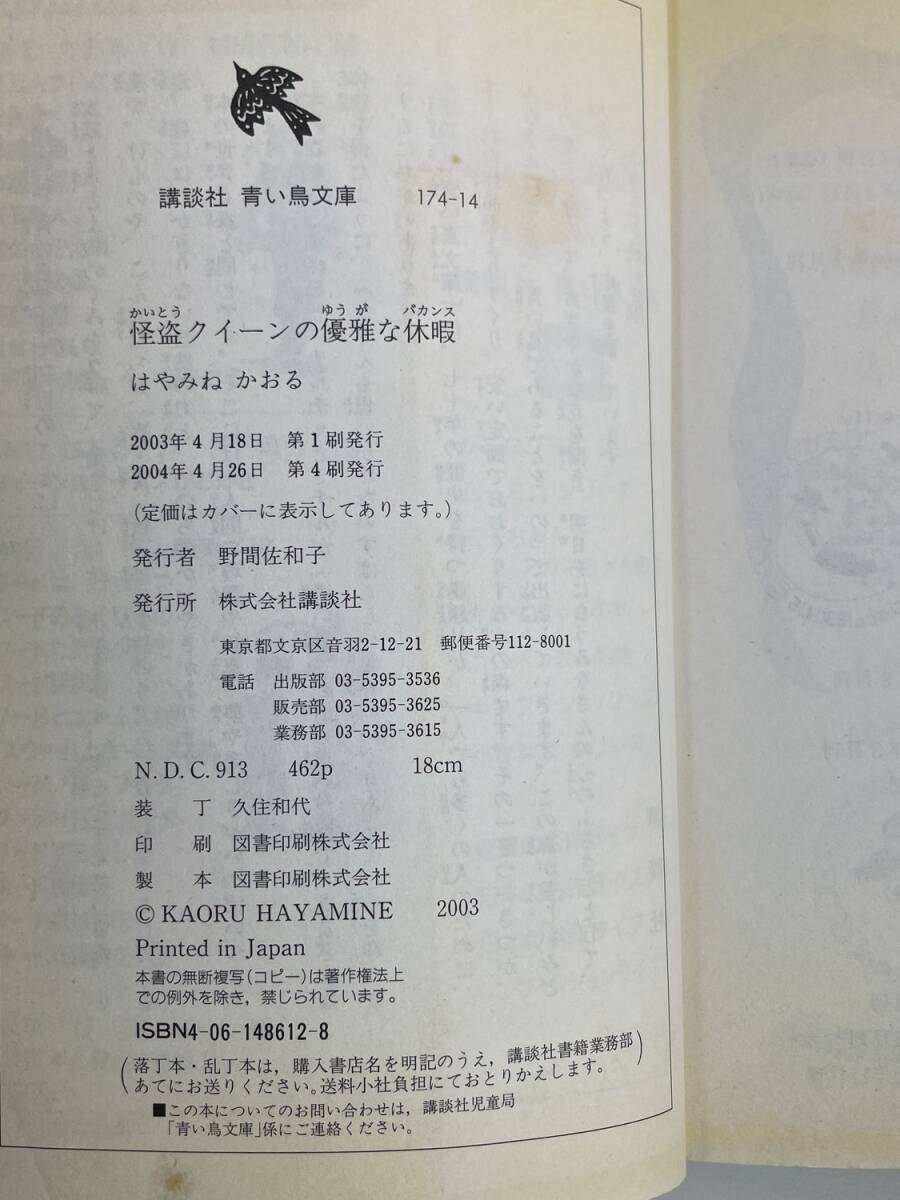 講談社 青い鳥文庫 174-14
かいとう ゆう が バカンス
怪盗クイーンの優雅な休暇
はやみね かおる
2003年4月18日 第1刷発行
2004年4月26日 第4刷発行
(定価はカバーに表示してあります。)
発行者 野間佐和子
発行所 株式会社講談社
東京都文京区音羽2-12-21 郵便番号112-8001
電話 出版部 03-5395-3536
販売部 03-5395-3625
業務部 03-5395-3615
N.D.C.913 462p 18cm
装 丁 久住和代
印 刷 図書印刷株式会社
製 本 図書印刷株式会社
© KAORU HAYAMINE 2003
Printed in Japan
本書の無断複写(コピー)は著作権法上
での例外を除き,禁じられています。
ISBN4-06-148612-8
(落丁本・乱丁本は,購入書店名を明記のうえ,講談社書籍業務部
あてにお送りください。送料小社負担にておとりかえします。)
■この本についてのお問い合わせは,講談社児童局
「青い鳥文庫」係にご連絡ください。